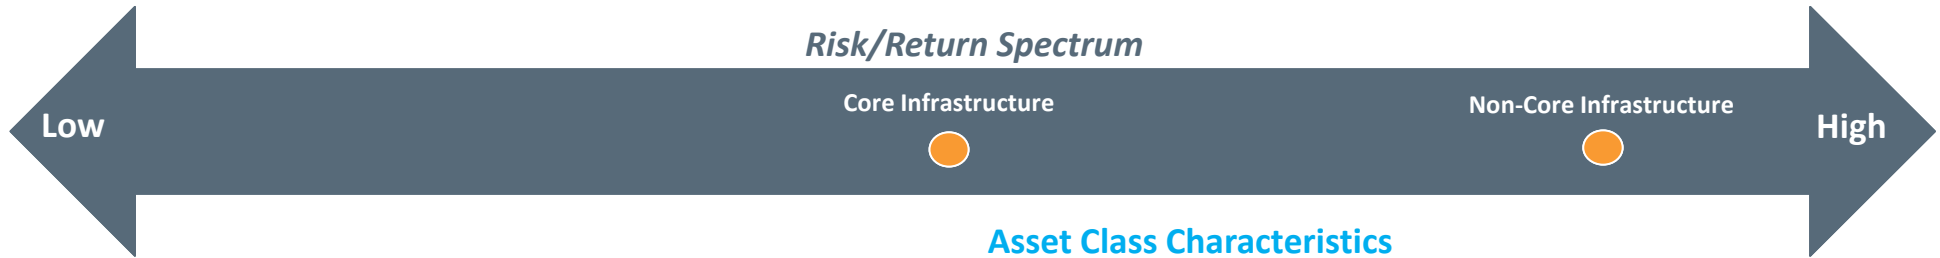 Risk/Return Spectrum
Core Infrastructure
Non-Core Infrastructure
Low
High
Asset Class Characteristics